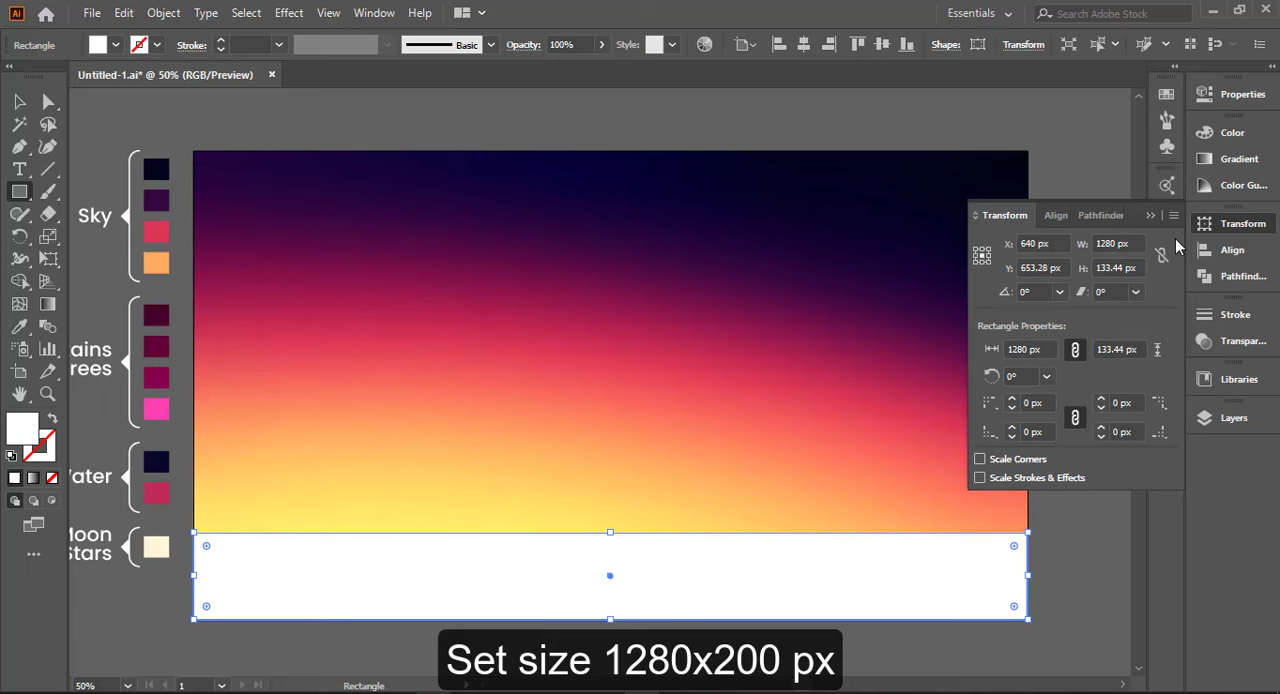 Ai File Edit Object Type Select Effect View Window Help Essentials Search Adobe Stock
Rectangle Stroke: Basic Opacity: 100% Style: Shape: Transform
Untitled-1.ai* @ 50% (RGB/Preview) ×
Properties
Color
Gradient
Color Gu...
Transform
Align
Pathfind...
Stroke
Transpar...
Libraries
Layers
Sky
ains
rees
ater
Moon
Stars
Transform Align Pathfinder
X: 640 px W: 1280 px
Y: 653.28 px H: 133.44 px
0° 0°
Rectangle Properties:
1280 px 133.44 px
0°
0 px 0 px
0 px 0 px
Scale Corners
Scale Strokes & Effects
Set size 1280x200 px
50% 1 Rectangle